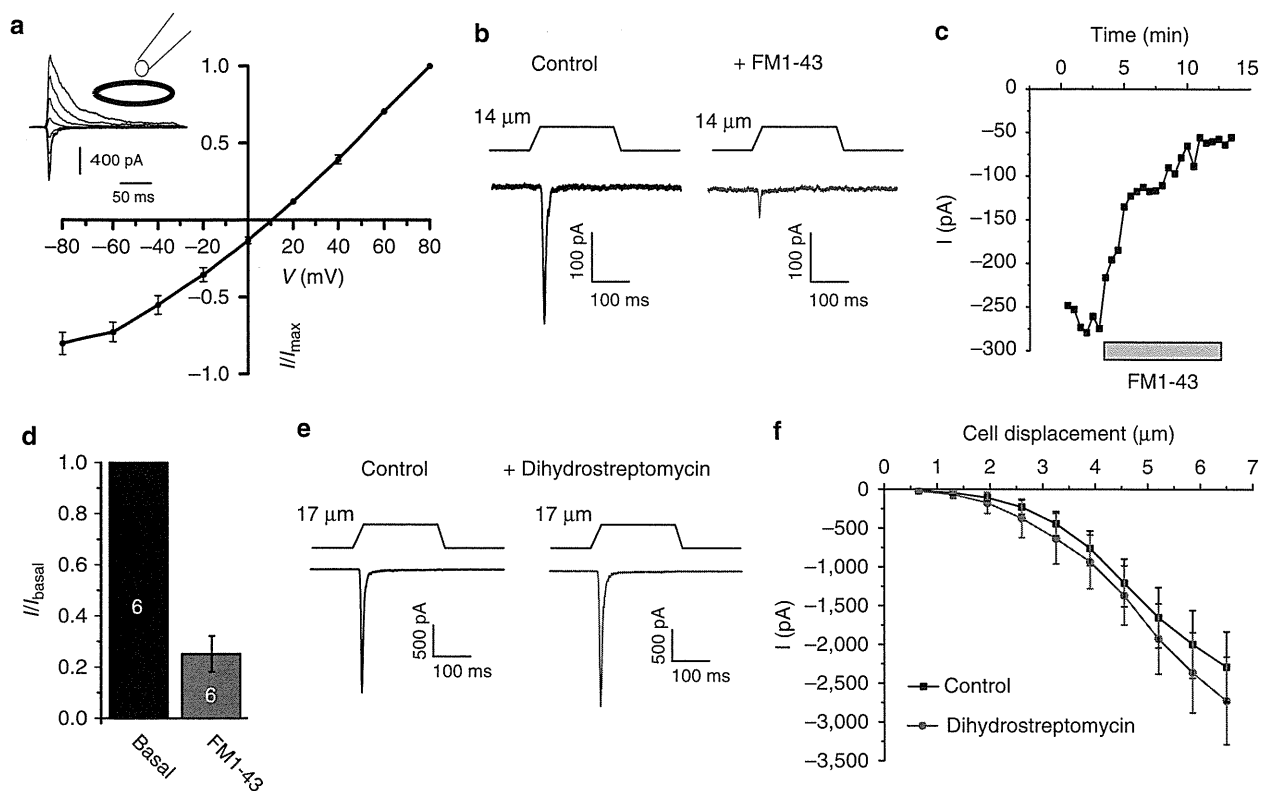 a
400 pA
50 ms
1.0
0.5
−0.5
−1.0
−80 −60 −40 −20 0 20 40 60 80
V (mV)
I/Imax
b
Control
+ FM1-43
14 μm
14 μm
100 pA
100 ms
100 pA
100 ms
c
Time (min)
0 5 10 15
0
−50
−100
−150
−200
−250
−300
I (pA)
FM1-43
d
1.0
0.8
0.6
0.4
0.2
0.0
I/Ibasal
6
6
Basal
FM1-43
e
Control
+ Dihydrostreptomycin
17 μm
17 μm
500 pA
100 ms
500 pA
100 ms
f
Cell displacement (μm)
0 1 2 3 4 5 6 7
0
−500
−1,000
−1,500
−2,000
−2,500
−3,000
−3,500
I (pA)
Control
Dihydrostreptomycin